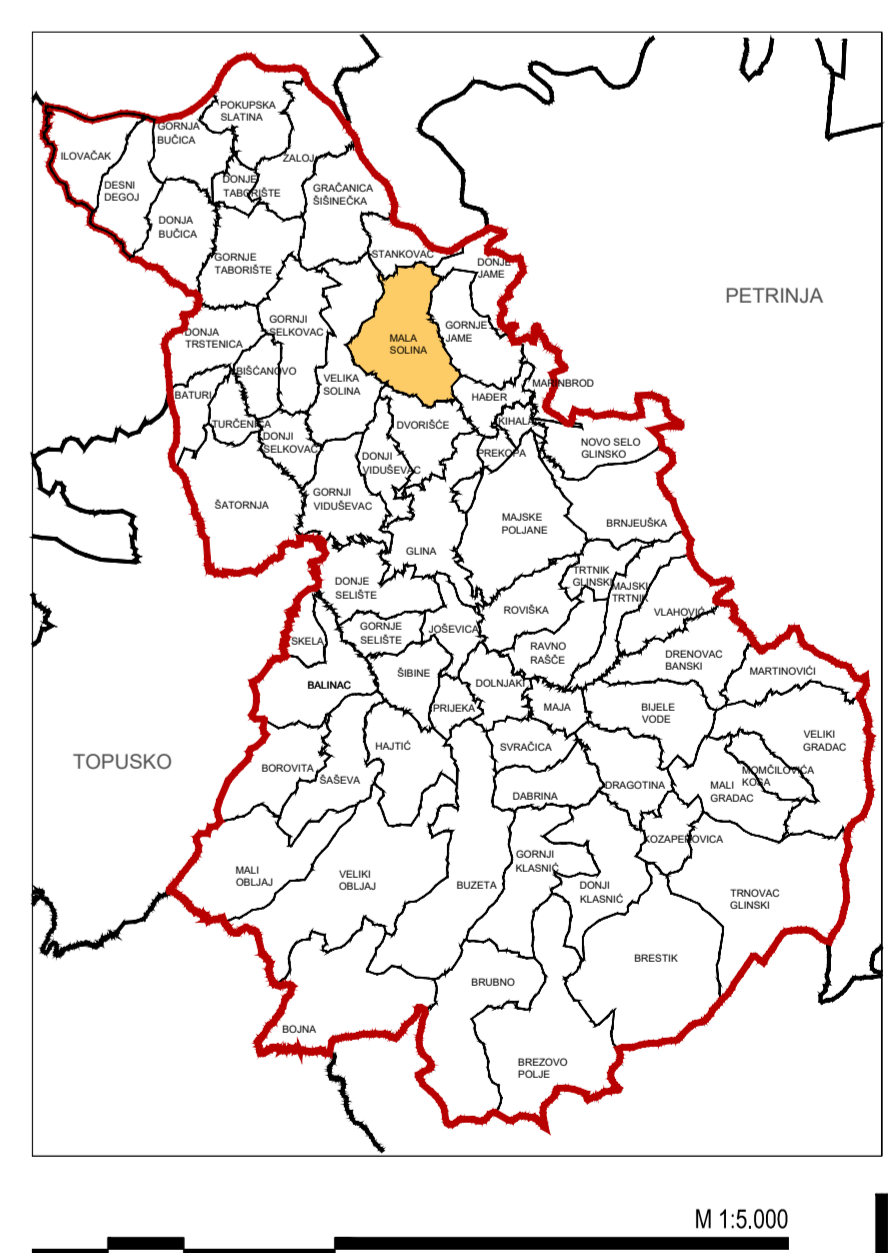 POKUPSKA
SLATINA
GORNJA
BUČICA
ILOVAČAK
ŽALOJ
DESNI
DEGOJ
DONJE
TABORIŠTE
GRAČANICA
ŠIŠINEČKA
DONJA
BUČICA
STANKOVAC
GORNJE
TABORIŠTE
DONJE
JAME
PETRINJA
GORNJI
SELKOVAC
GORNJE
JAME
DONJA
TRSTENICA
MALA
SOLINA
BIŠĆANOVO
VELIKA
SOLINA
MARINBROD
BATURI
HAĐER
TURČENICA
DVORIŠĆE
KIHALA
DONJI
SELKOVAC
NOVO SELO
GLINSKO
DONJI
VIDUŠEVAC
PREKOPA
GORNJI
VIDUŠEVAC
ŠATORNJA
MAJSKE
POLJANE
BRNJEUŠKA
GLINA
TRTNIK
GLINSKI
DONJE
SELIŠTE
MAJSKI
TRTNIK
ROVIŠKA
VLAHOVIĆ
GORNJE
SELIŠTE
JOŠEVICA
SKELA
RAVNO
RAŠČE
DRENOVAC
BANSKI
MARTINOVIĆI
ŠIBINE
BALINAC
DOLNJAKI
PRIJEKA
MAJA
BIJELE
VODE
VELIKI
GRADAC
HAJTIĆ
SVRAČICA
TOPUSKO
BOROVITA
ŠAŠEVA
MOMČILOVIĆA
KOSA
DRAGOTINA
MALI
GRADAC
DABRINA
KOZAPEROVICA
GORNJI
KLASNIĆ
MALI
OBLJAJ
VELIKI
OBLJAJ
BUZETA
DONJI
KLASNIĆ
TRNOVAC
GLINSKI
BRESTIK
BRUBNO
BOJNA
BREZOVO
POLJE
M 1:5.000